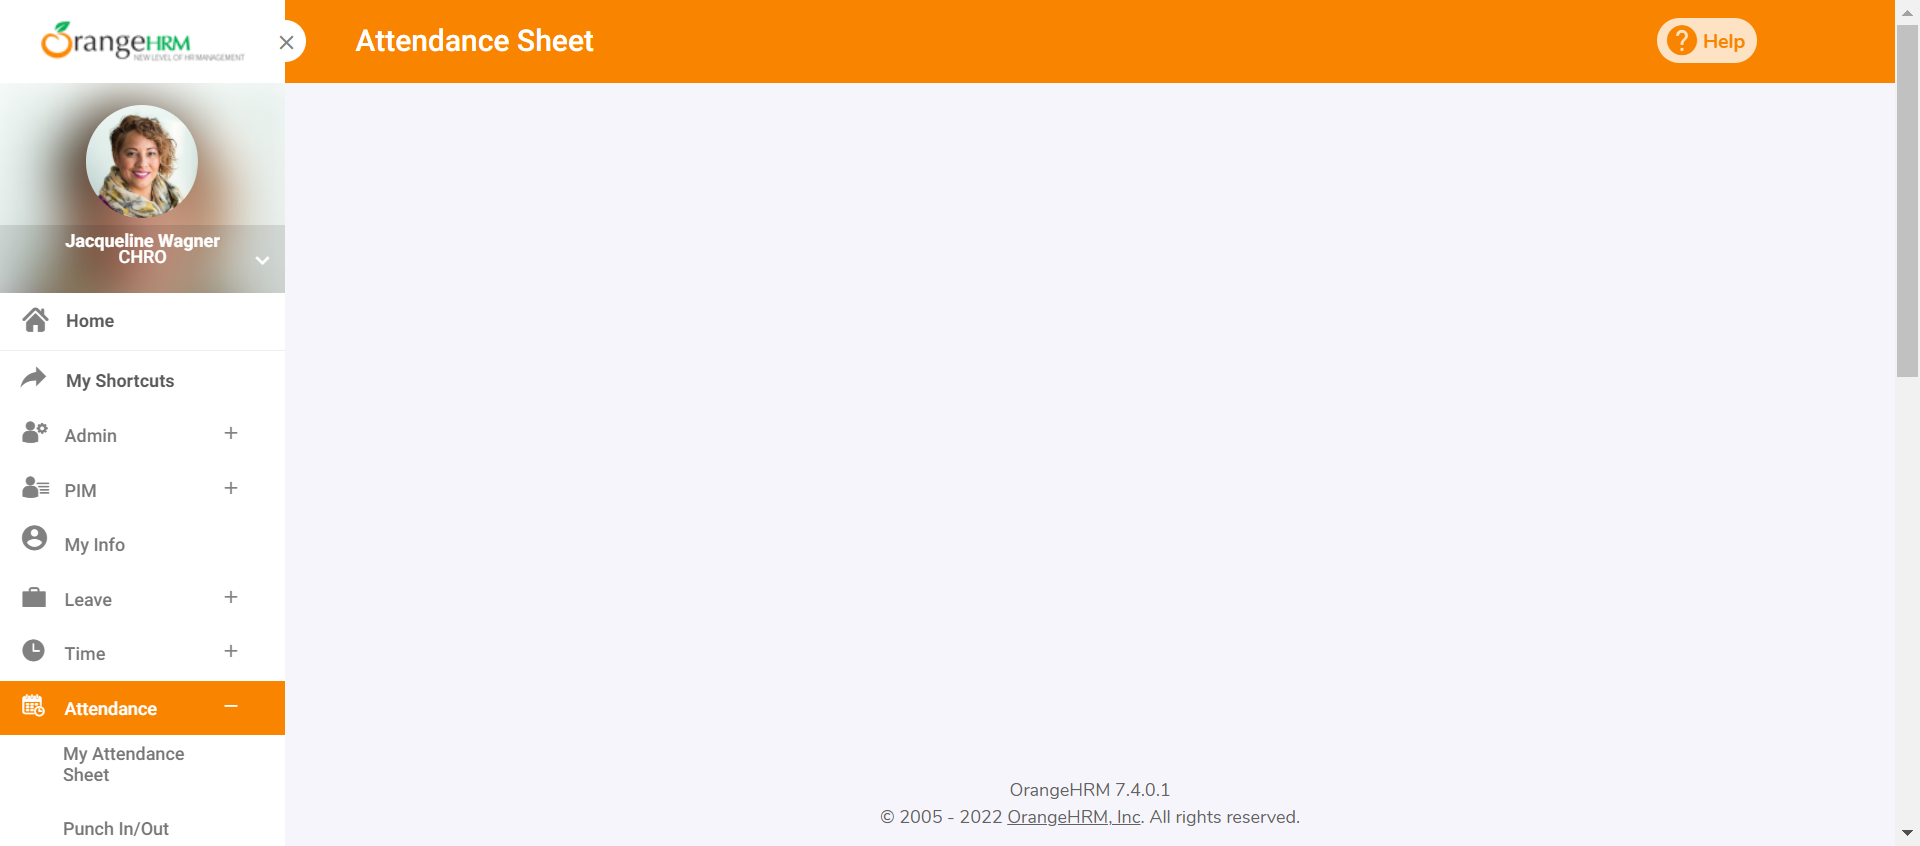 OrangeHRM
NEW LEVEL OF HR MANAGEMENT
Attendance Sheet
? Help
Jacqueline Wagner
CHRO
Home
My Shortcuts
Admin
PIM
My Info
Leave
Time
Attendance
My Attendance
Sheet
Punch In/Out
OrangeHRM 7.4.0.1
© 2005 - 2022 OrangeHRM, Inc. All rights reserved.